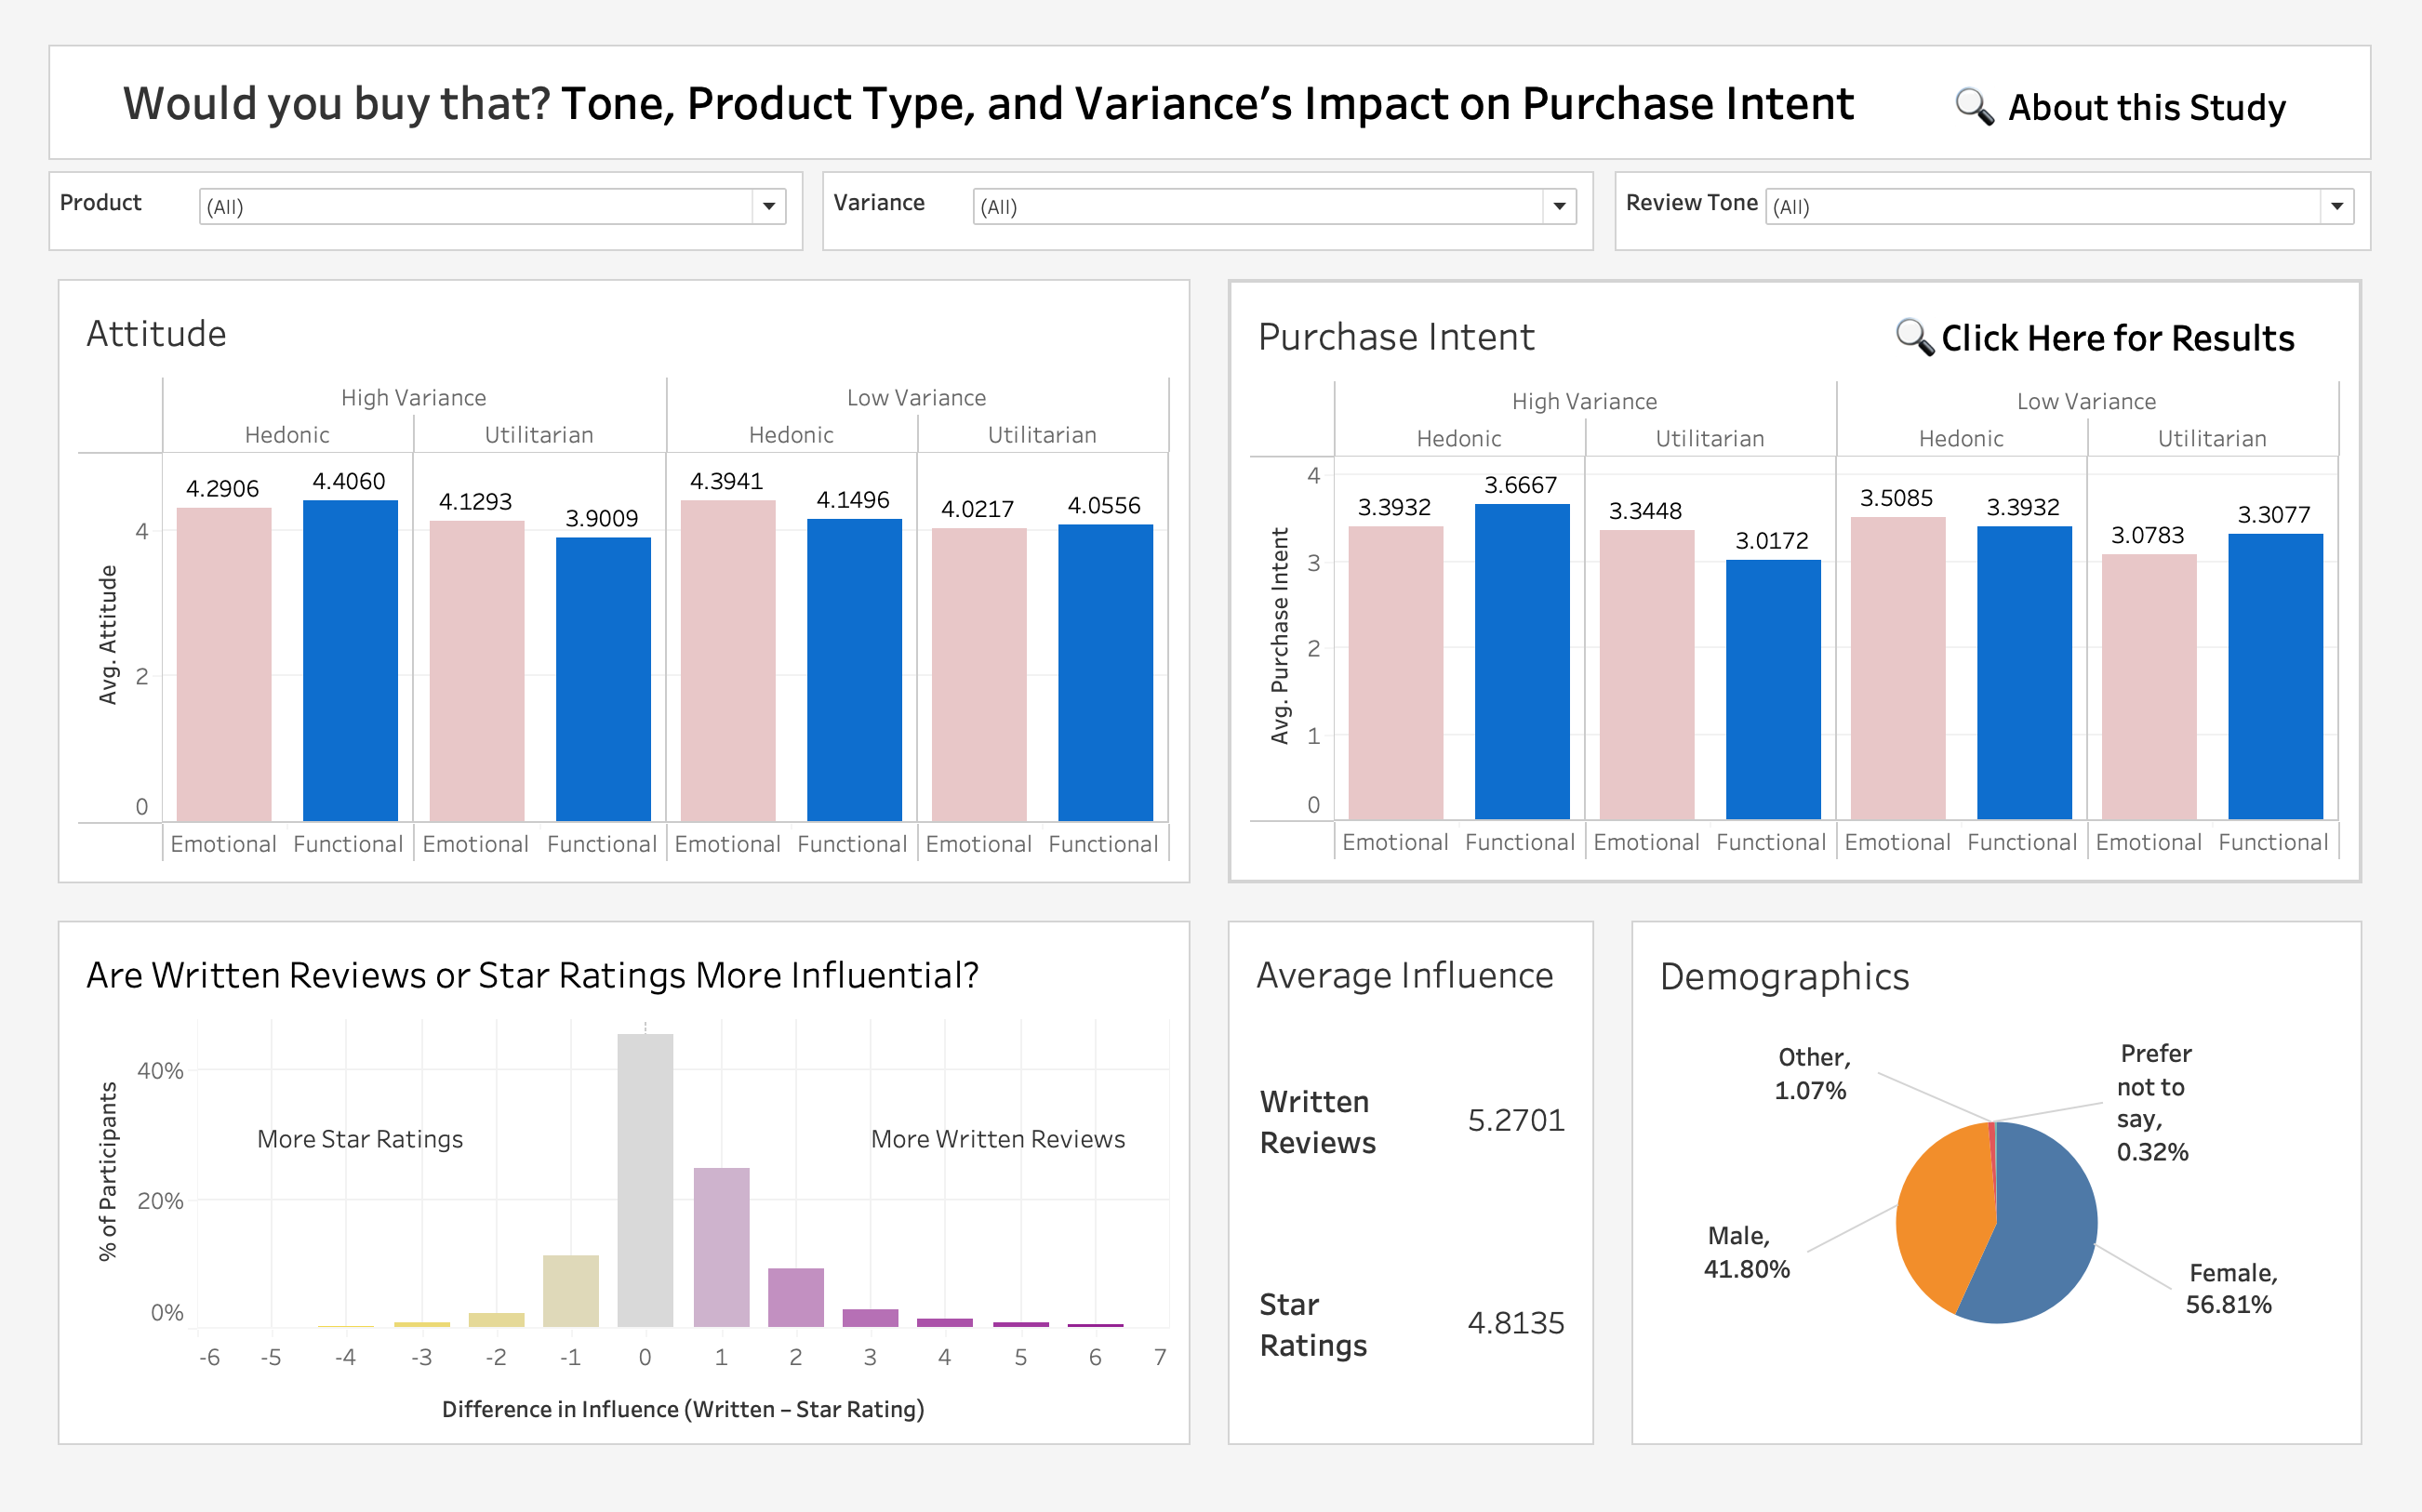 Would you buy that? Tone, Product Type, and Variance's Impact on Purchase Intent
About this Study
Product
(All)
Variance
(All)
Review Tone
(All)
Attitude
High Variance
Low Variance
Hedonic
Utilitarian
Hedonic
Utilitarian
4.2906
4.4060
4.1293
3.9009
4.3941
4.1496
4.0217
4.0556
Avg. Attitude
4
2
0
Emotional
Functional
Emotional
Functional
Emotional
Functional
Emotional
Functional
Purchase Intent
Click Here for Results
High Variance
Low Variance
Hedonic
Utilitarian
Hedonic
Utilitarian
3.3932
3.6667
3.3448
3.0172
3.5085
3.3932
3.0783
3.3077
Avg. Purchase Intent
4
3
2
1
0
Emotional
Functional
Emotional
Functional
Emotional
Functional
Emotional
Functional
Are Written Reviews or Star Ratings More Influential?
% of Participants
40%
20%
0%
More Star Ratings
More Written Reviews
-6
-5
-4
-3
-2
-1
0
1
2
3
4
5
6
7
Difference in Influence (Written – Star Rating)
Average Influence
Written
Reviews
5.2701
Star
Ratings
4.8135
Demographics
Other,
1.07%
Prefer
not to
say,
0.32%
Male,
41.80%
Female,
56.81%